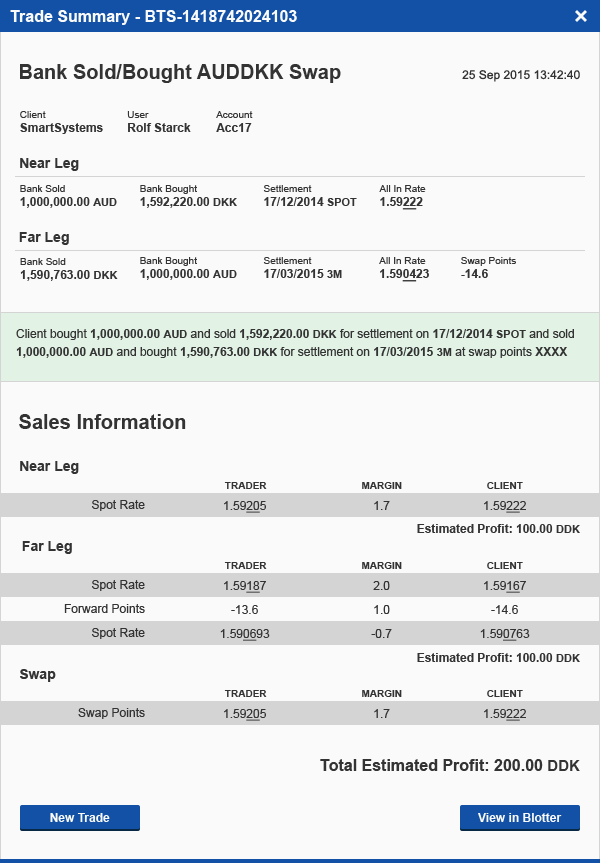 Trade Summary - BTS-1418742024103 ×
Bank Sold/Bought AUDDKK Swap 25 Sep 2015 13:42:40
Client User Account
SmartSystems Rolf Starck Acc17
Near Leg
Bank Sold Bank Bought Settlement All In Rate
1,000,000.00 AUD 1,592,220.00 DKK 17/12/2014 SPOT 1.59222
Far Leg
Bank Sold Bank Bought Settlement All In Rate Swap Points
1,590,763.00 DKK 1,000,000.00 AUD 17/03/2015 3M 1.590423 -14.6
Client bought 1,000,000.00 AUD and sold 1,592,220.00 DKK for settlement on 17/12/2014 SPOT and sold
1,000,000.00 AUD and bought 1,590,763.00 DKK for settlement on 17/03/2015 3M at swap points XXXX
Sales Information
Near Leg
TRADER MARGIN CLIENT
Spot Rate 1.59205 1.7 1.59222
Estimated Profit: 100.00 DDK
Far Leg
TRADER MARGIN CLIENT
Spot Rate 1.59187 2.0 1.59167
Forward Points -13.6 1.0 -14.6
Spot Rate 1.590693 -0.7 1.590763
Estimated Profit: 100.00 DDK
Swap
TRADER MARGIN CLIENT
Swap Points 1.59205 1.7 1.59222
Total Estimated Profit: 200.00 DDK
New Trade View in Blotter